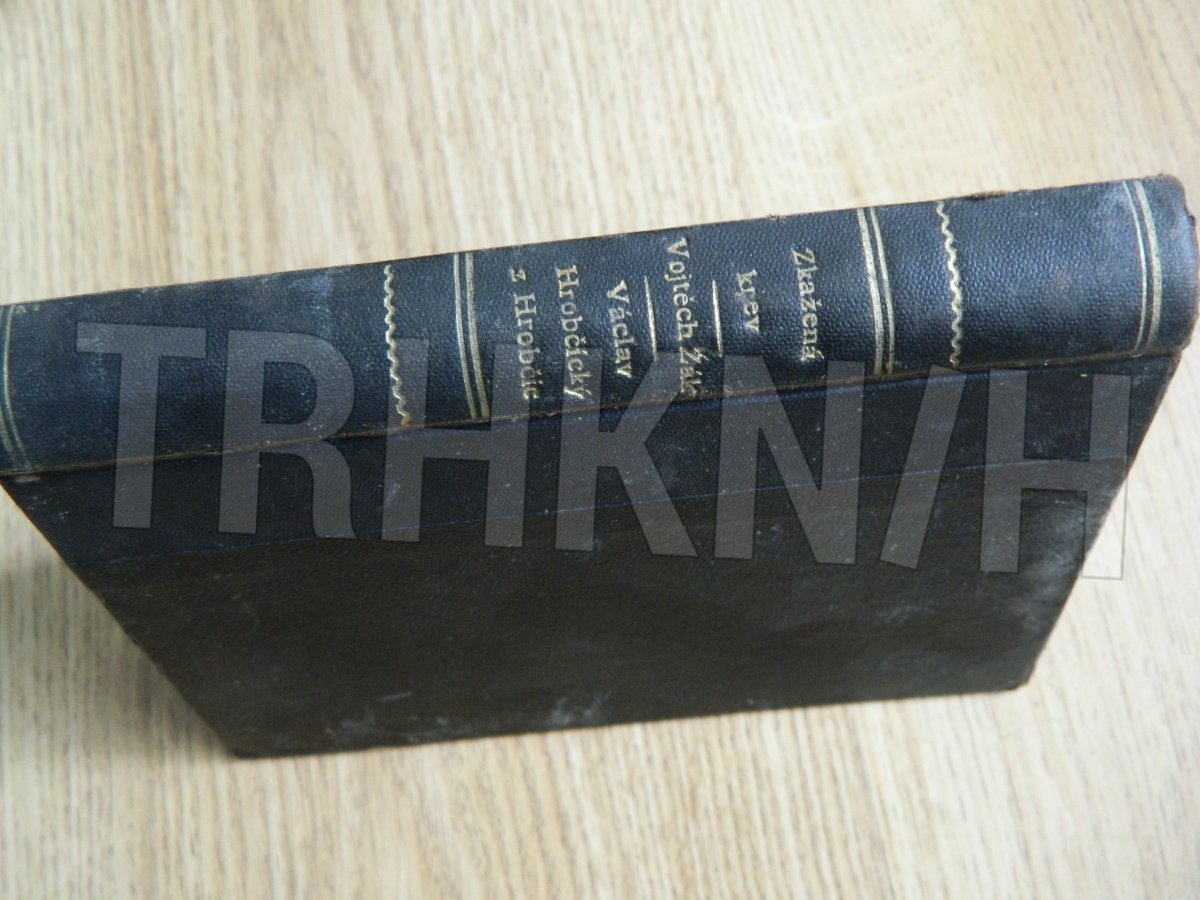 Zkažená
krev
Vojtěch Žák
Václav
Hrobčický
z Hrobčic
TRHKNIH